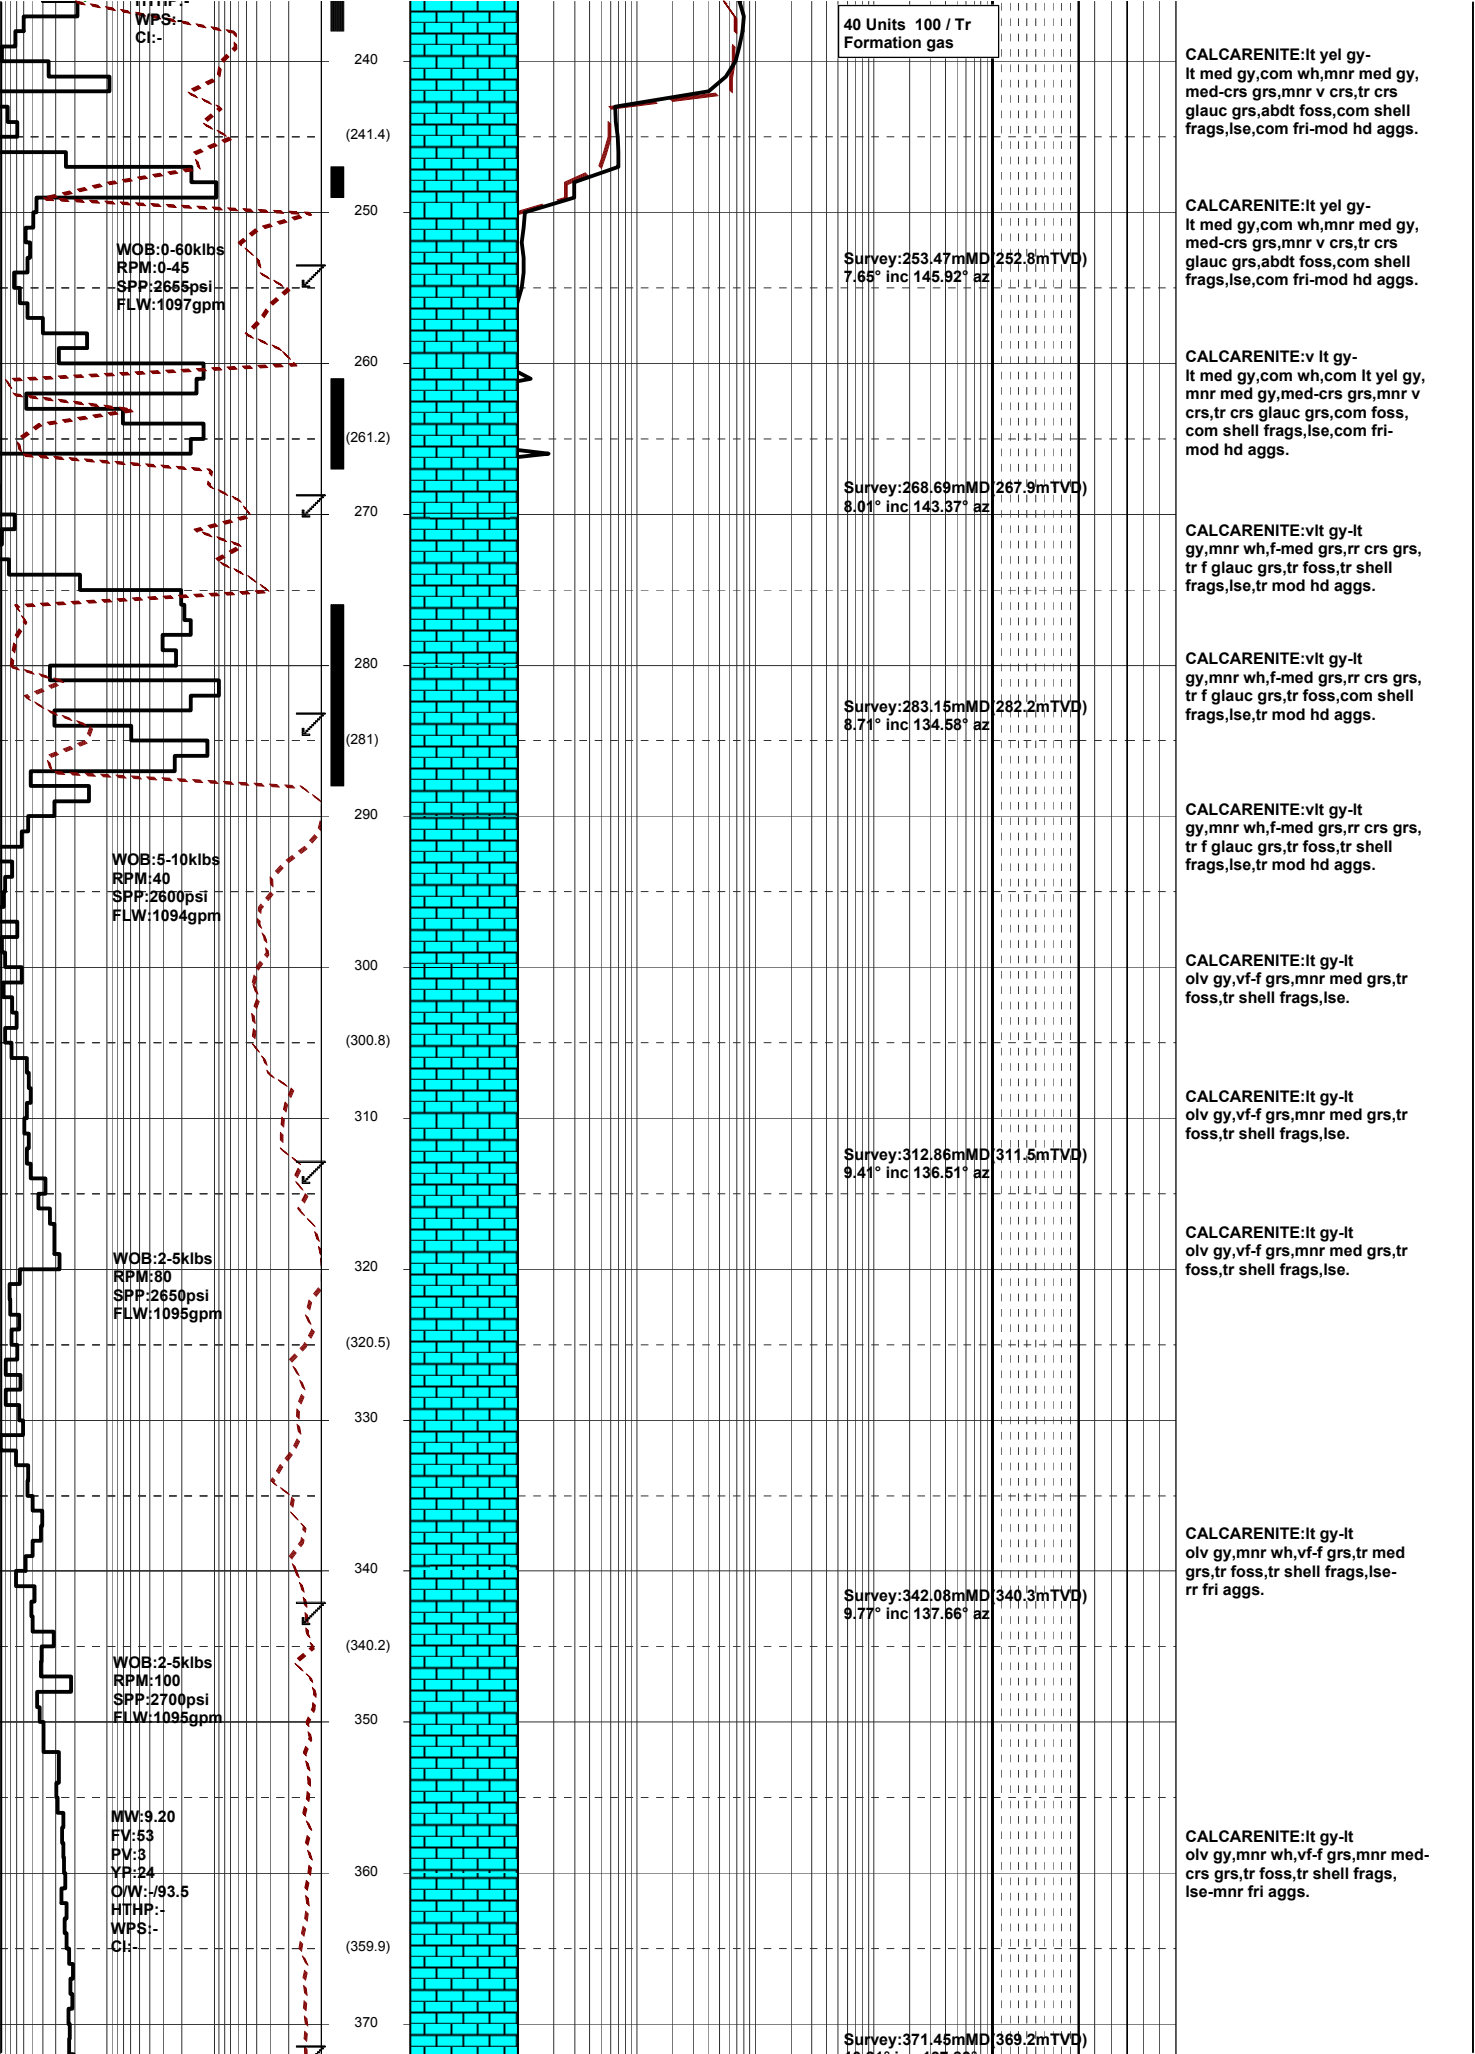 WPS:-
CI:-
40 Units 100 / Tr
Formation gas
240
CALCARENITE:lt yel gy-
lt med gy,com wh,mnr med gy,
med-crs grs,mnr v crs,tr crs
glauc grs,abdt foss,com shell
frags,lse,com fri-mod hd aggs.
(241.4)
250
CALCARENITE:lt yel gy-
lt med gy,com wh,mnr med gy,
med-crs grs,mnr v crs,tr crs
glauc grs,abdt foss,com shell
frags,lse,com fri-mod hd aggs.
WOB:0-60klbs
RPM:0-45
SPP:2655psi
FLW:1097gpm
Survey:253.47mMD(252.8mTVD)
7.65° inc 145.92° az
260
CALCARENITE:v lt gy-
lt med gy,com wh,com lt yel gy,
mnr med gy,med-crs grs,mnr v
crs,tr crs glauc grs,com foss,
com shell frags,lse,com fri-
mod hd aggs.
(261.2)
Survey:268.69mMD(267.9mTVD)
8.01° inc 143.37° az
270
CALCARENITE:vlt gy-lt
gy,mnr wh,f-med grs,rr crs grs,
tr f glauc grs,tr foss,tr shell
frags,lse,tr mod hd aggs.
280
CALCARENITE:vlt gy-lt
gy,mnr wh,f-med grs,rr crs grs,
tr f glauc grs,tr foss,com shell
frags,lse,tr mod hd aggs.
Survey:283.15mMD(282.2mTVD)
8.71° inc 134.58° az
(281)
290
CALCARENITE:vlt gy-lt
gy,mnr wh,f-med grs,rr crs grs,
tr f glauc grs,tr foss,tr shell
frags,lse,tr mod hd aggs.
WOB:5-10klbs
RPM:40
SPP:2600psi
FLW:1094gpm
300
CALCARENITE:lt gy-lt
olv gy,vf-f grs,mnr med grs,tr
foss,tr shell frags,lse.
(300.8)
310
CALCARENITE:lt gy-lt
olv gy,vf-f grs,mnr med grs,tr
foss,tr shell frags,lse.
Survey:312.86mMD(311.5mTVD)
9.41° inc 136.51° az
CALCARENITE:lt gy-lt
olv gy,vf-f grs,mnr med grs,tr
foss,tr shell frags,lse.
WOB:2-5klbs
RPM:80
SPP:2650psi
FLW:1095gpm
320
(320.5)
330
CALCARENITE:lt gy-lt
olv gy,mnr wh,vf-f grs,tr med
grs,tr foss,tr shell frags,lse-
rr fri aggs.
340
Survey:342.08mMD(340.3mTVD)
9.77° inc 137.66° az
(340.2)
WOB:2-5klbs
RPM:100
SPP:2700psi
FLW:1095gpm
350
MW:9.20
FV:53
PV:3
YP:24
O/W:-/93.5
HTHP:-
WPS:-
CI:-
CALCARENITE:lt gy-lt
olv gy,mnr wh,vf-f grs,mnr med-
crs grs,tr foss,tr shell frags,
lse-mnr fri aggs.
360
(359.9)
370
Survey:371.45mMD(369.2mTVD)